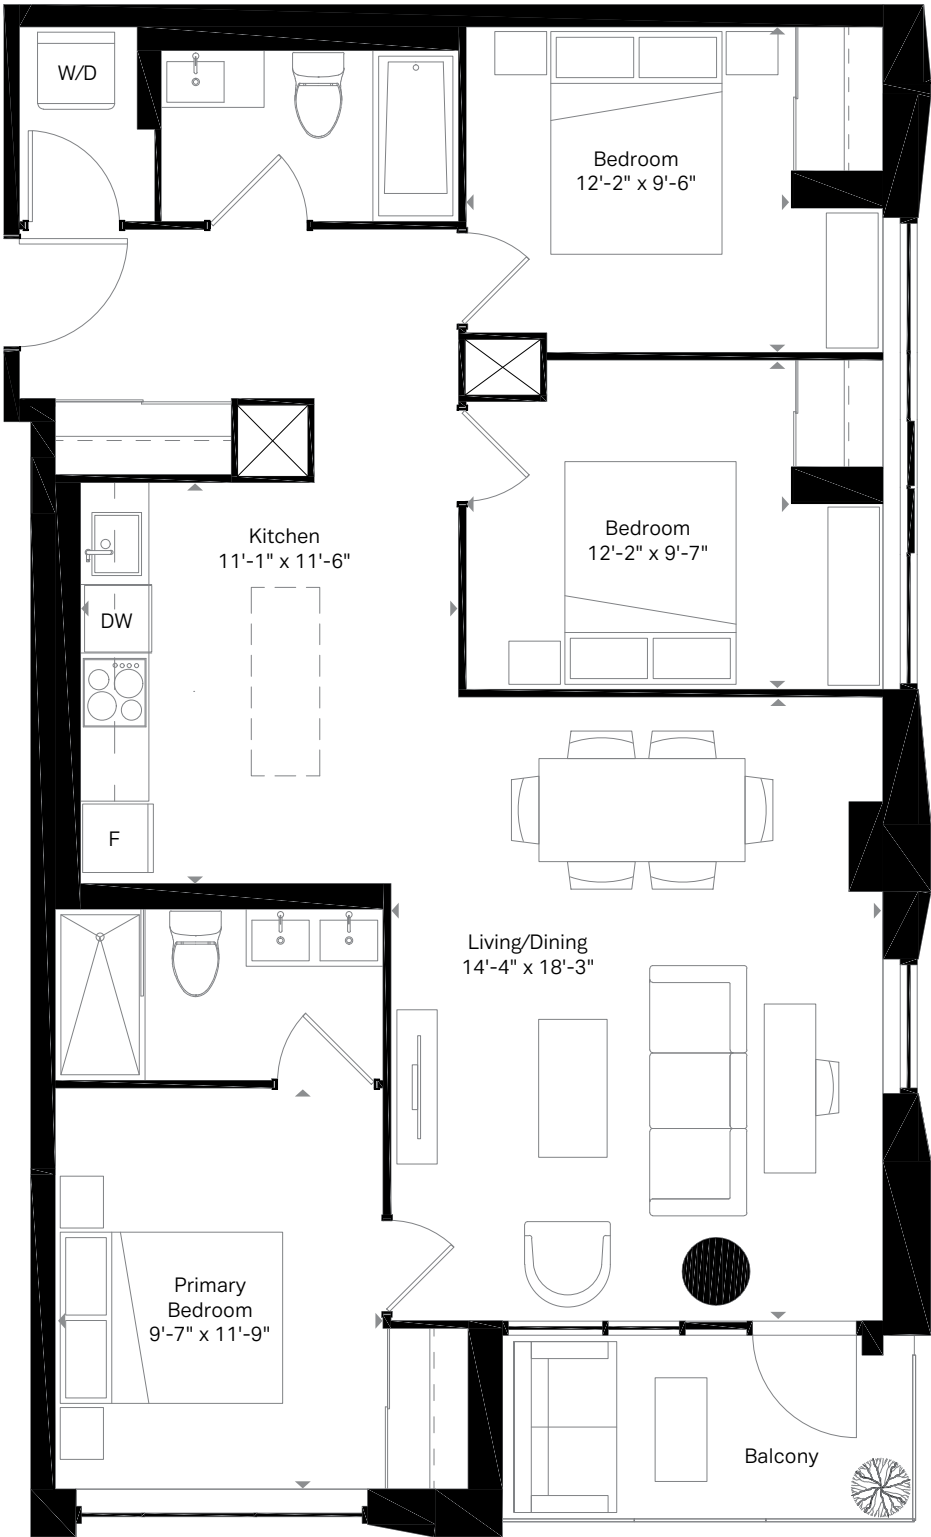 W/D
Bedroom
12'-2" x 9'-6"
Kitchen
11'-1" x 11'-6"
Bedroom
12'-2" x 9'-7"
DW
F
Living/Dining
14'-4" x 18'-3"
Primary
Bedroom
9'-7" x 11'-9"
Balcony